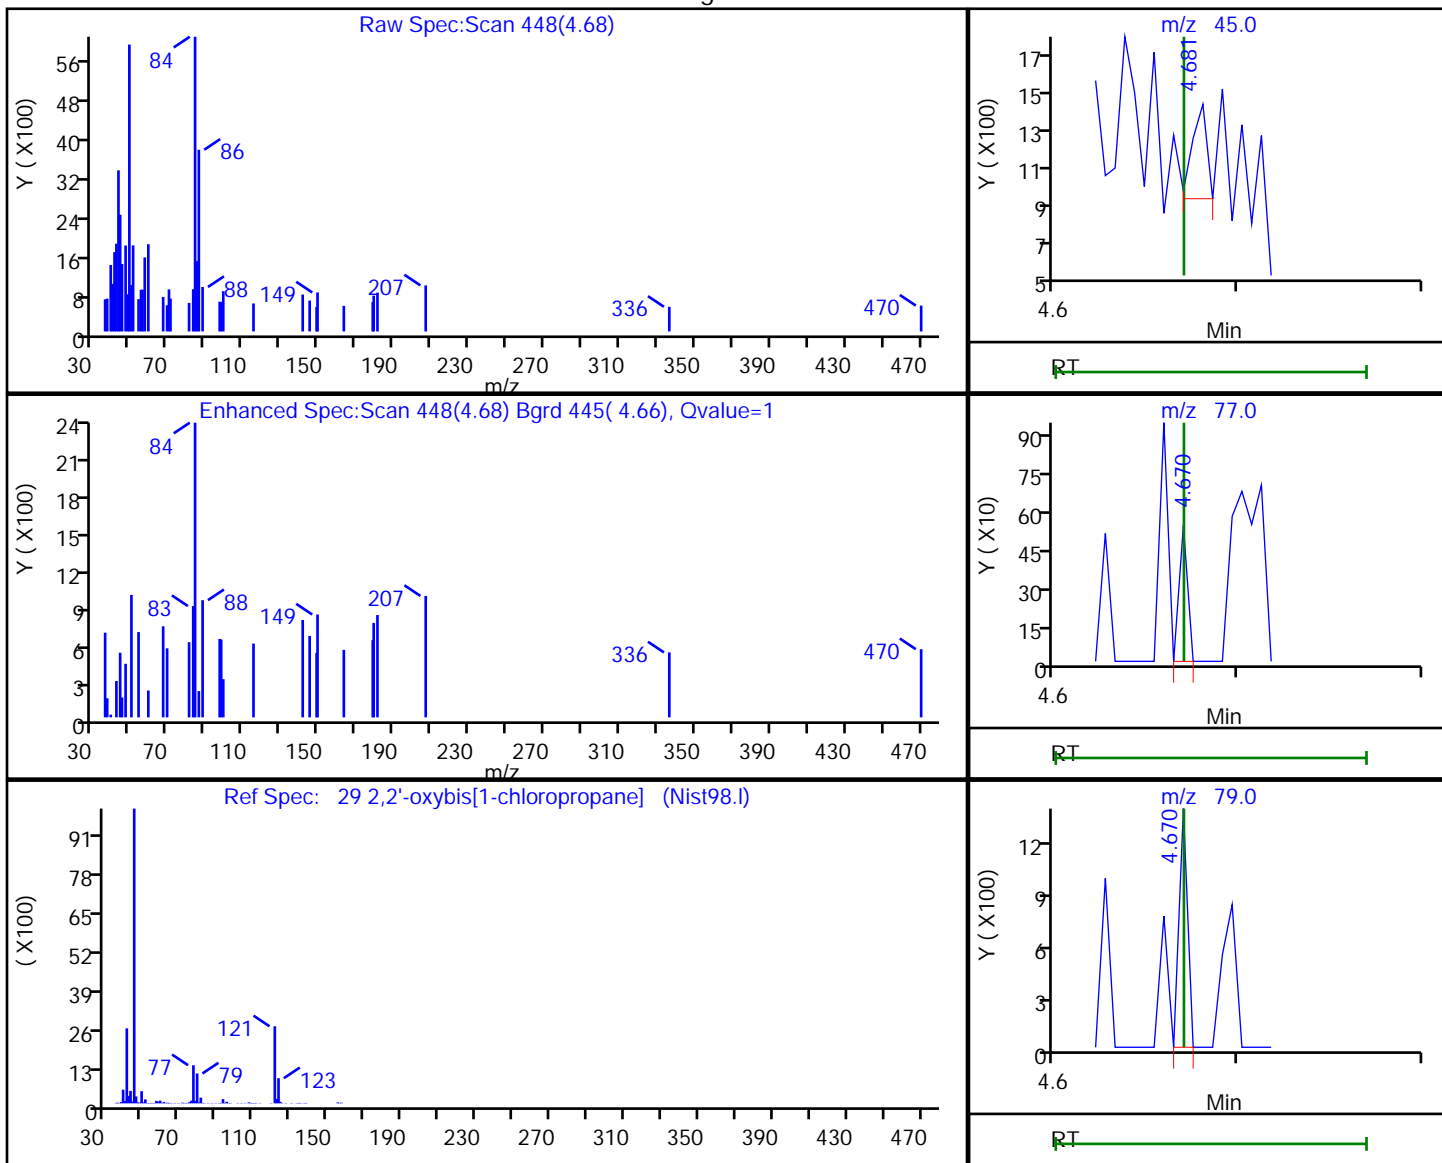 Raw Spec:Scan 448(4.68)
Y ( X100)
56
48
40
32
24
16
8
0
84
86
88
149
207
336
470
30 70 110 150 190 230 270 310 350 390 430 470
m/z
m/z 45.0
Y ( X100)
17
15
13
11
9
7
5
4.681
4.6
Min
RT
Enhanced Spec:Scan 448(4.68) Bgrd 445( 4.66), Qvalue=1
Y ( X100)
24
21
18
15
12
9
6
3
0
84
83
88
149
207
336
470
30 70 110 150 190 230 270 310 350 390 430 470
m/z
m/z 77.0
Y ( X10)
90
75
60
45
30
15
0
4.670
4.6
Min
RT
Ref Spec: 29 2,2'-oxybis[1-chloropropane] (Nist98.l)
( X100)
91
78
65
52
39
26
13
0
77
79
121
123
30 70 110 150 190 230 270 310 350 390 430 470
m/z 79.0
Y ( X100)
12
9
6
3
0
4.670
4.6
Min
RT